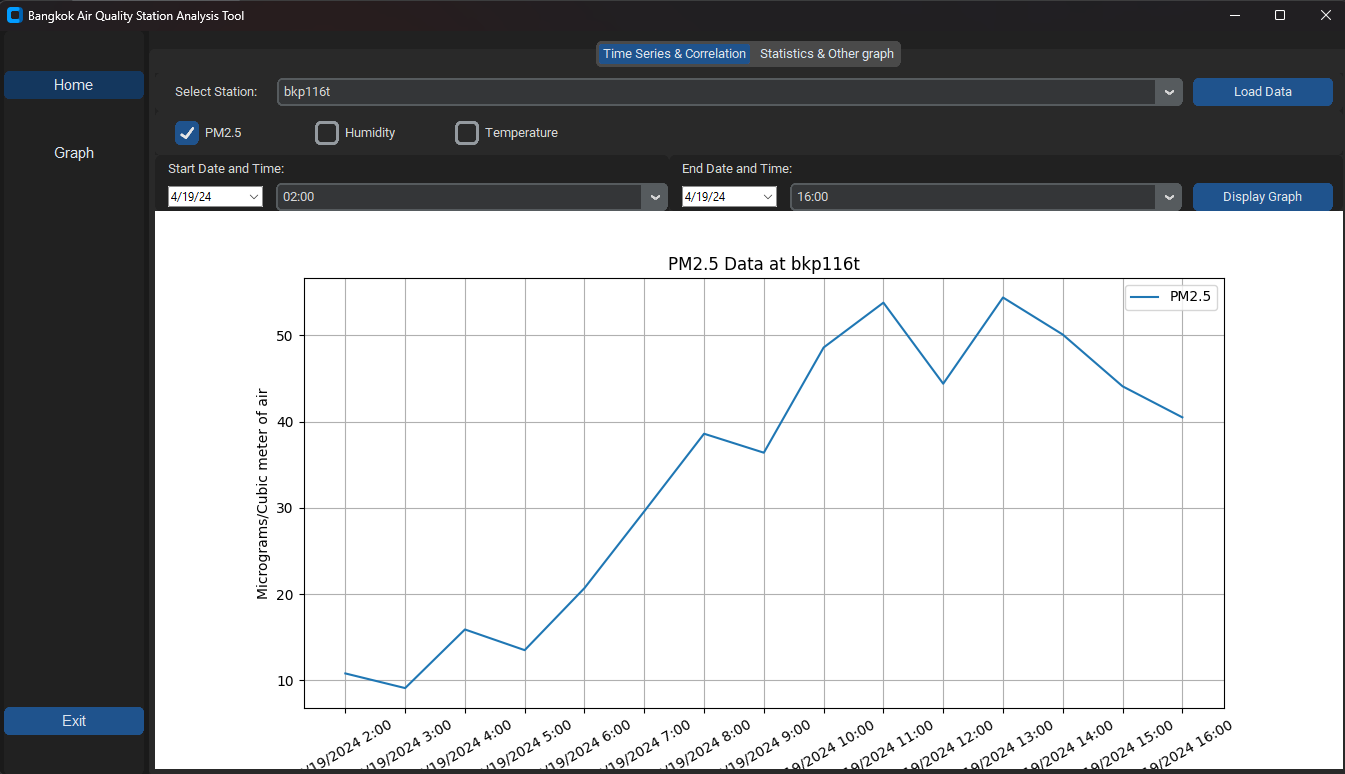 Bangkok Air Quality Station Analysis Tool
Time Series & Correlation Statistics & Other graph
Home
Select Station: bkp116t Load Data
PM2.5 Humidity Temperature
Graph
Start Date and Time: End Date and Time:
4/19/24 02:00 4/19/24 16:00 Display Graph
PM2.5 Data at bkp116t
PM2.5
Micrograms/Cubic meter of air
50
40
30
20
10
/19/2024 2:00
/19/2024 3:00
/19/2024 4:00
/19/2024 5:00
/19/2024 6:00
/19/2024 7:00
/19/2024 8:00
/19/2024 9:00
/19/2024 10:00
/19/2024 11:00
/19/2024 12:00
/19/2024 13:00
/19/2024 14:00
/19/2024 15:00
/19/2024 16:00
Exit